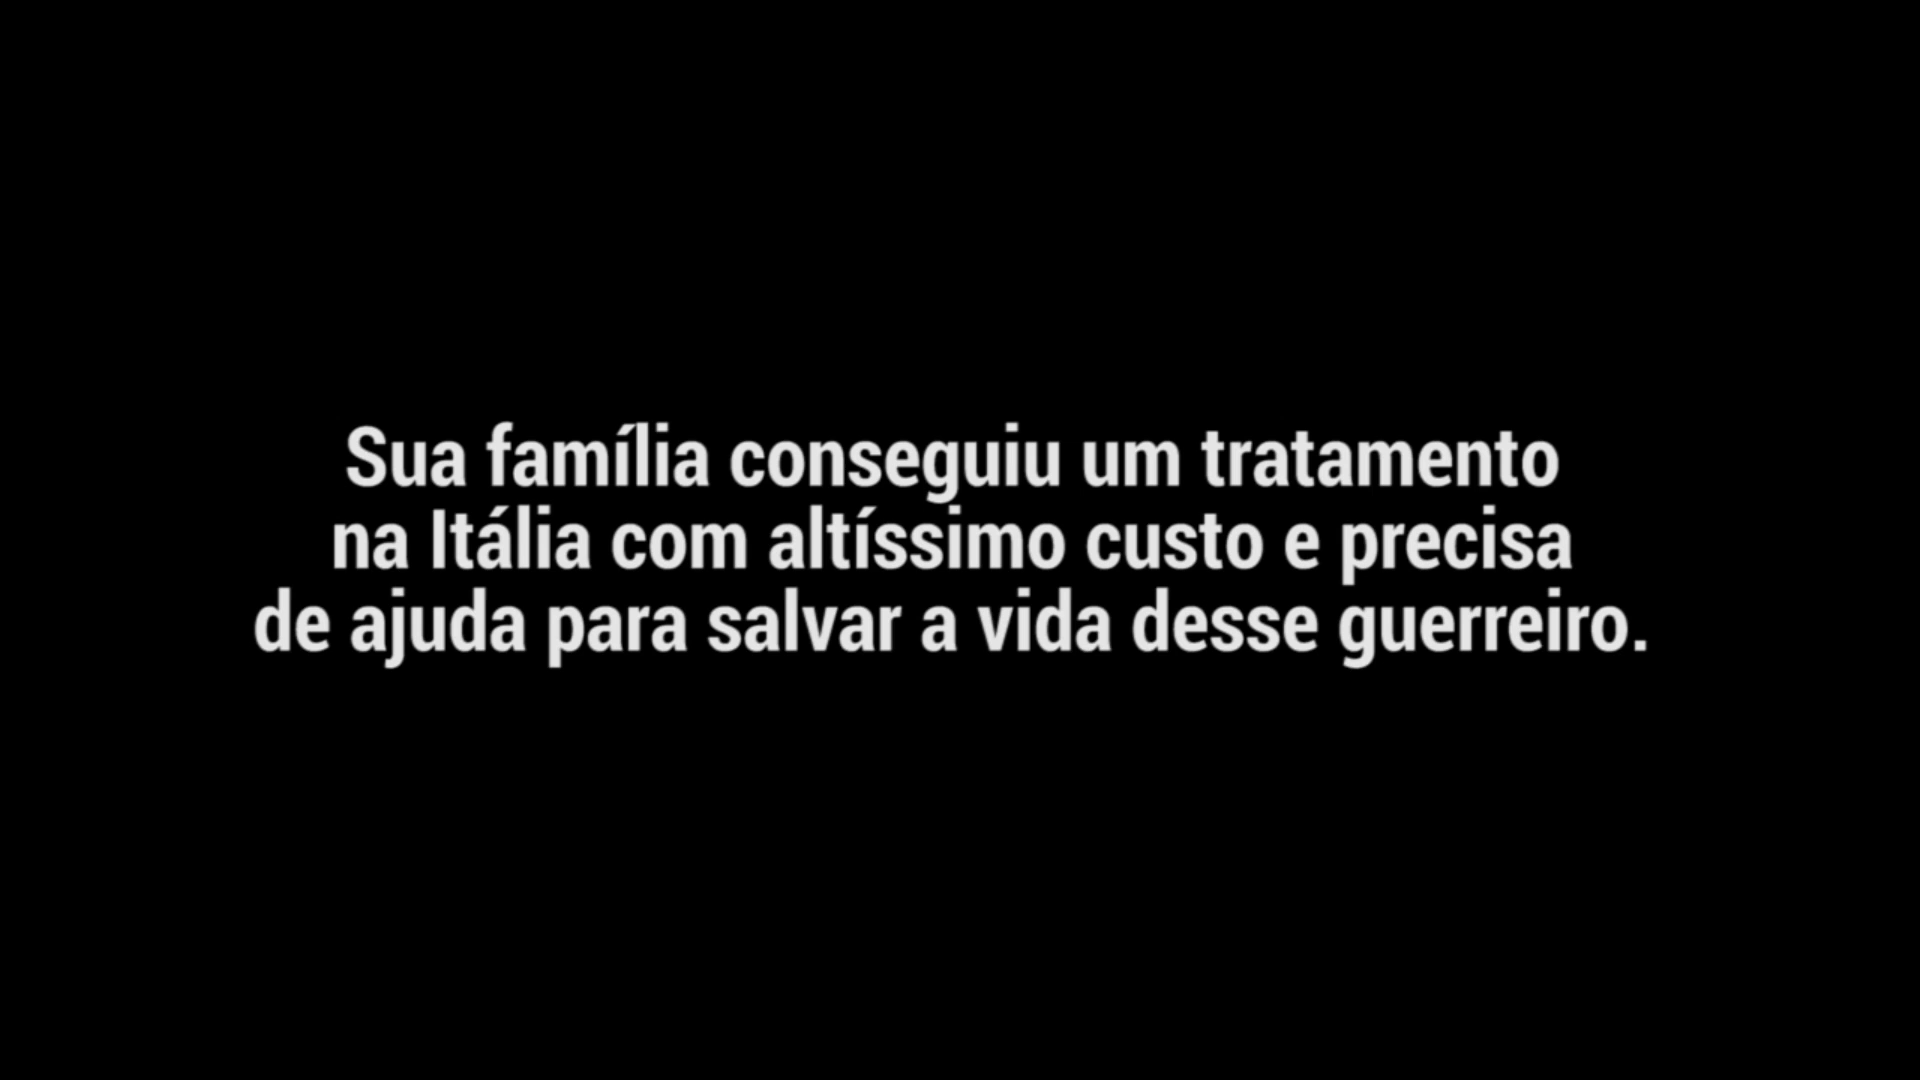 Sua família conseguiu um tratamento
na Itália com altíssimo custo e precisa
de ajuda para salvar a vida desse guerreiro.